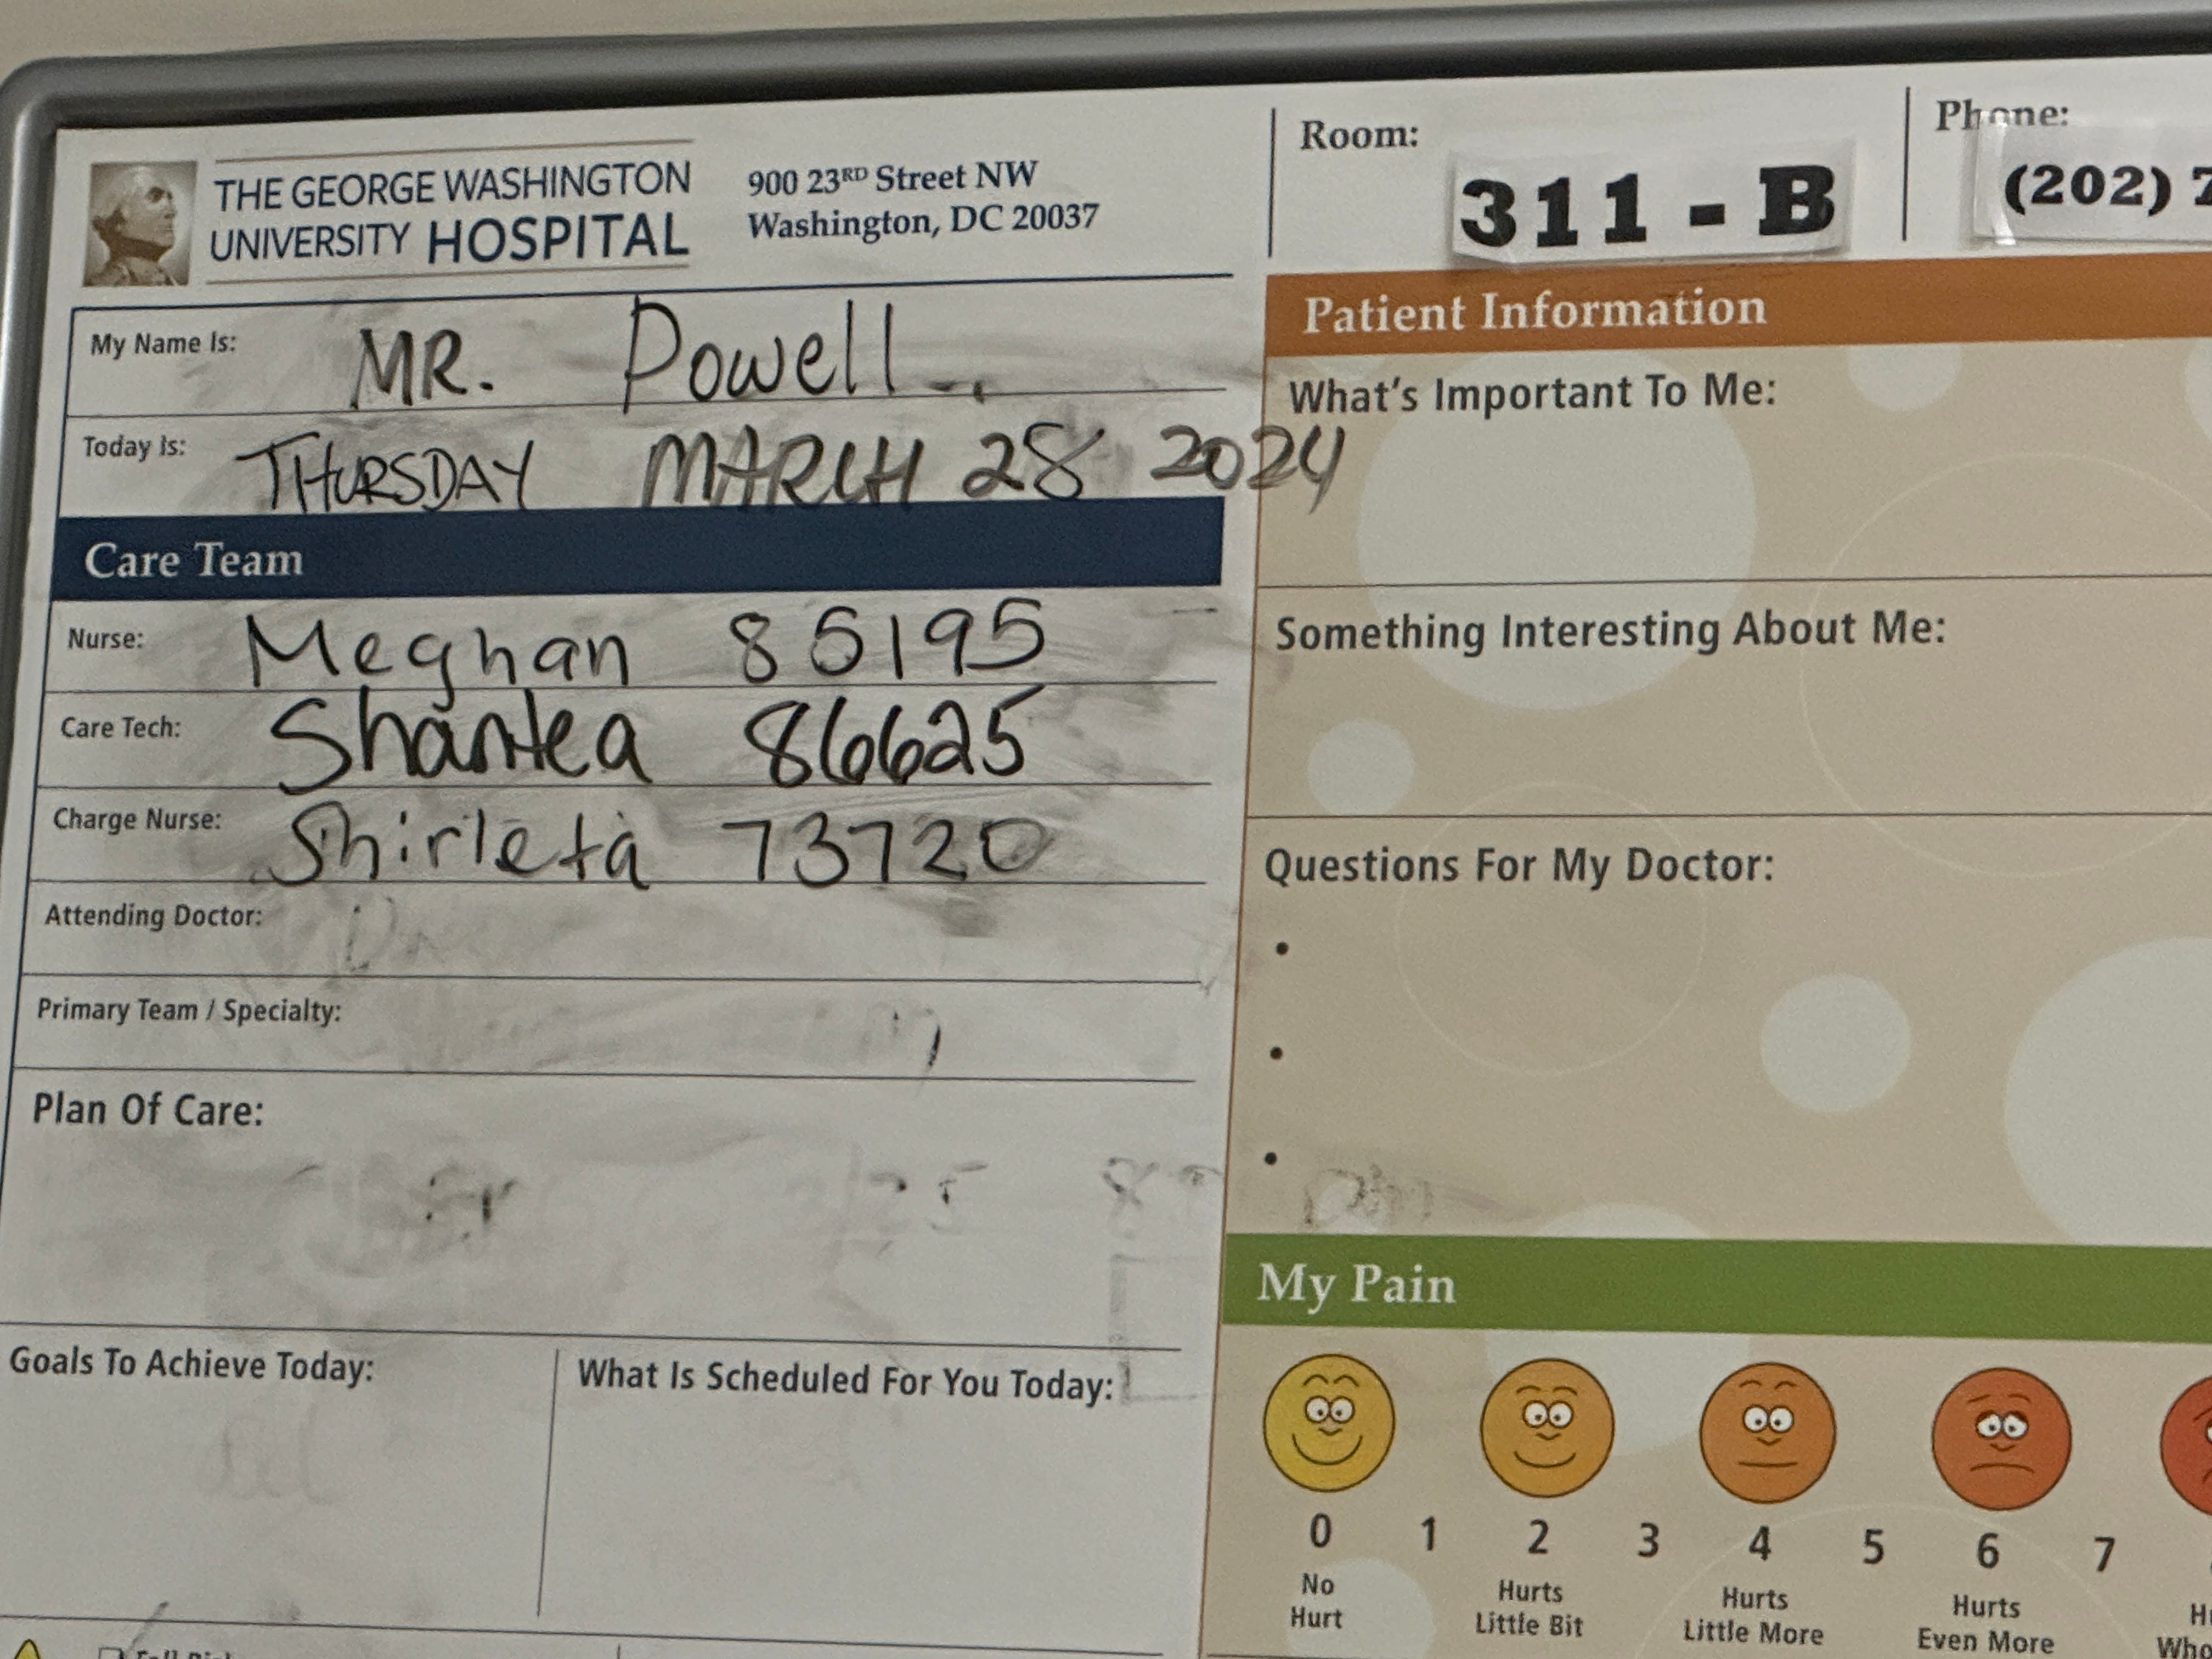 THE GEORGE WASHINGTON
UNIVERSITY HOSPITAL
900 23RD Street NW
Washington, DC 20037
Room: 311 - B
Phone: (202) 7
My Name Is: MR. Powell
Today Is: THURSDAY MARCH 28 2024
Care Team
Nurse: Meghan 85195
Care Tech: Shantea 86625
Charge Nurse: Shirleta 73720
Attending Doctor:
Primary Team / Specialty:
Plan Of Care:
Goals To Achieve Today:
What Is Scheduled For You Today:
Patient Information
What's Important To Me:
Something Interesting About Me:
Questions For My Doctor:
•
•
•
My Pain
0 1 2 3 4 5 6 7
No Hurt
Hurts Little Bit
Hurts Little More
Hurts Even More